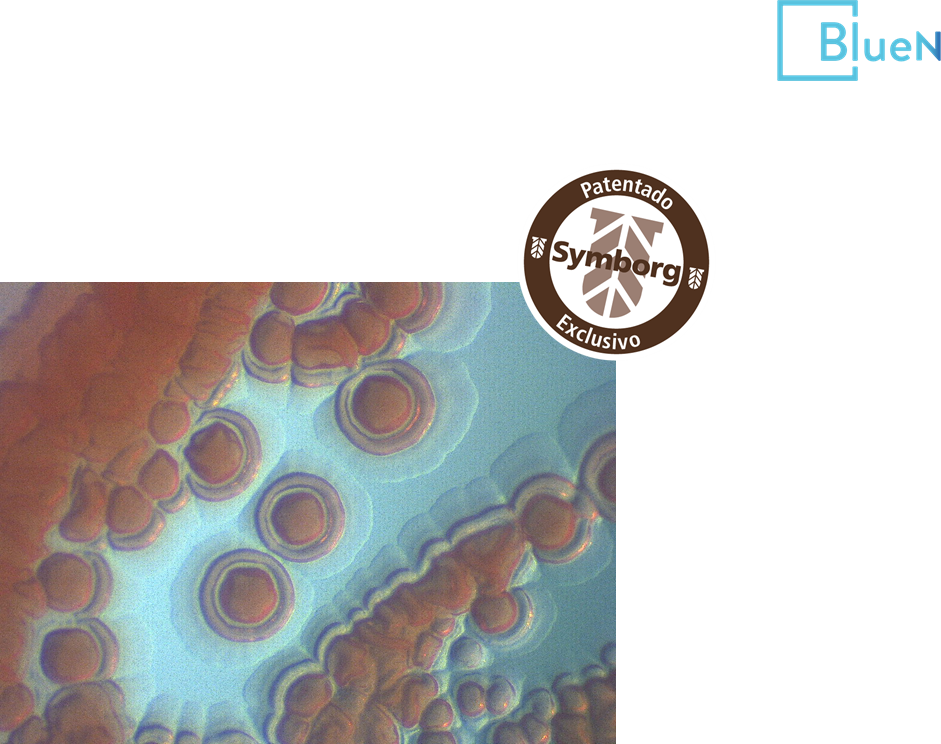 BlueN
Patentado
Symborg
Exclusivo